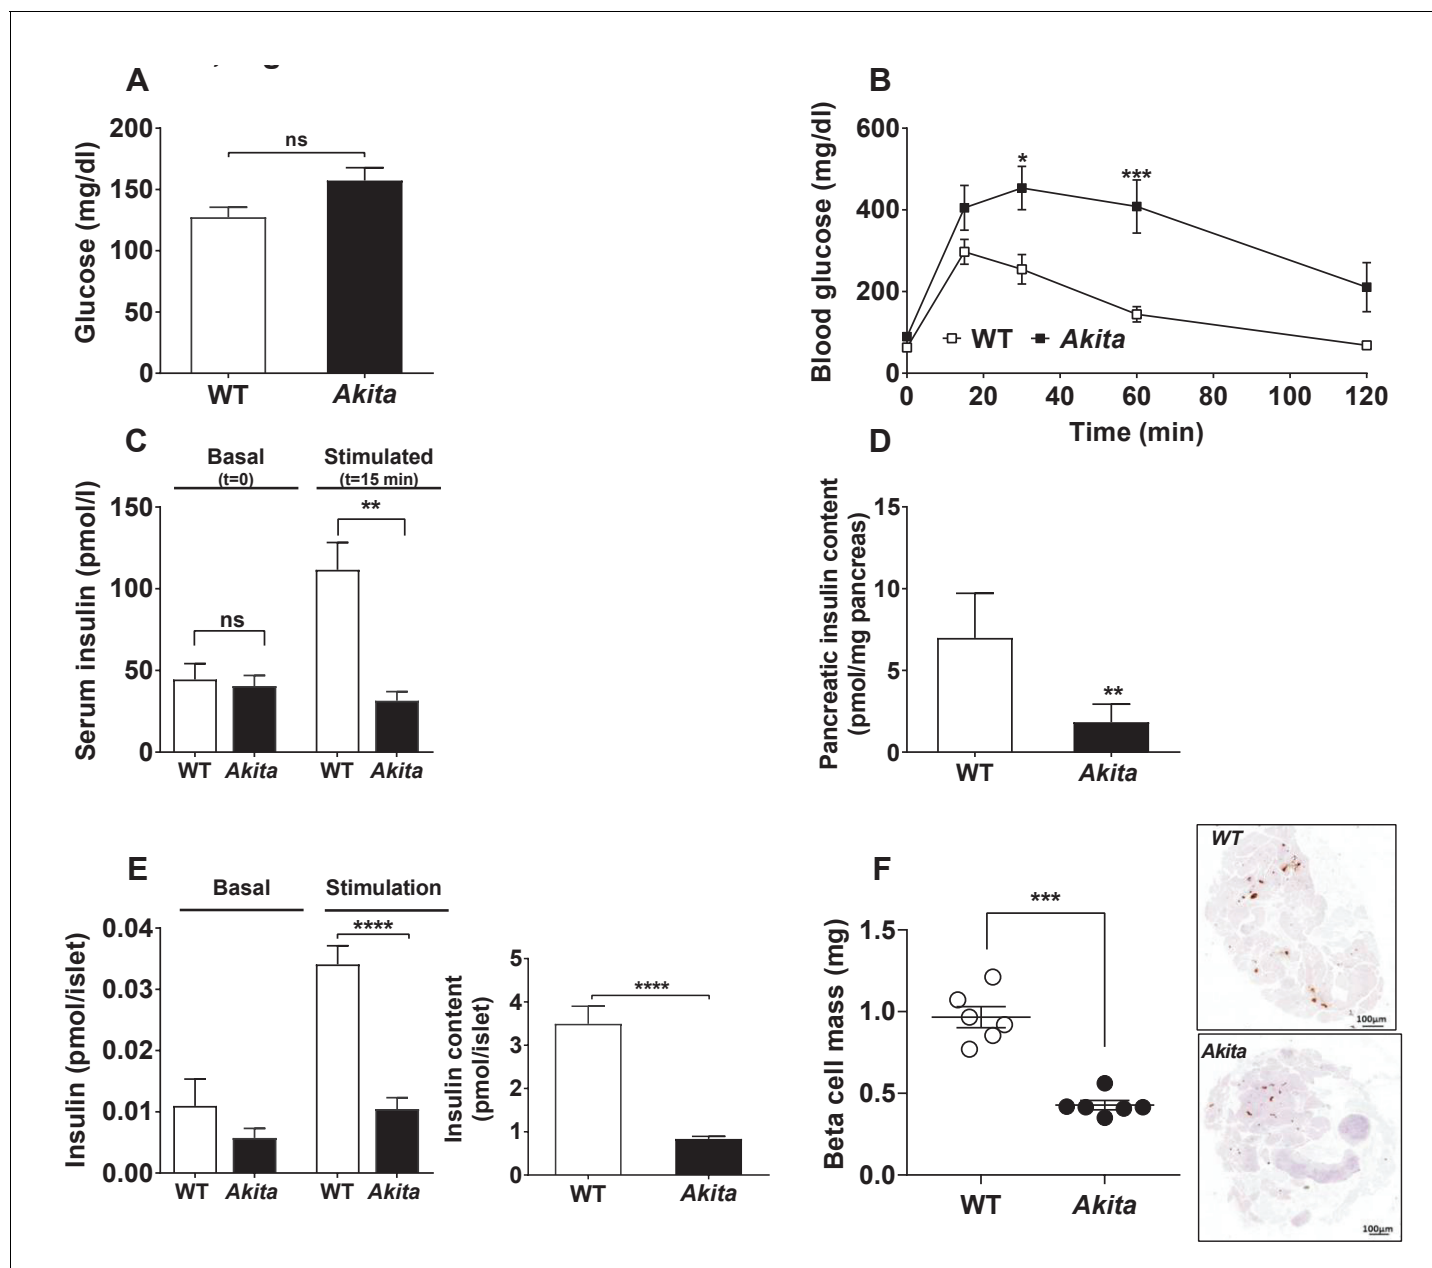 A
Glucose (mg/dl)
200
150
100
50
0
ns
WT
Akita
B
Blood glucose (mg/dl)
600
400
200
0
*
***
WT
Akita
0
20
40
60
80
100
120
Time (min)
C
Basal
(t=0)
Stimulated
(t=15 min)
Serum insulin (pmol/l)
150
100
50
0
ns
**
WT
Akita
WT
Akita
D
Pancreatic insulin content
(pmol/mg pancreas)
15
10
5
0
**
WT
Akita
E
Basal
Stimulation
Insulin (pmol/islet)
0.04
0.03
0.02
0.01
0.00
****
WT
Akita
WT
Akita
Insulin content
(pmol/islet)
5
4
3
2
1
0
****
WT
Akita
F
Beta cell mass (mg)
1.5
1.0
0.5
0.0
***
WT
Akita
WT
100µm
Akita
100µm